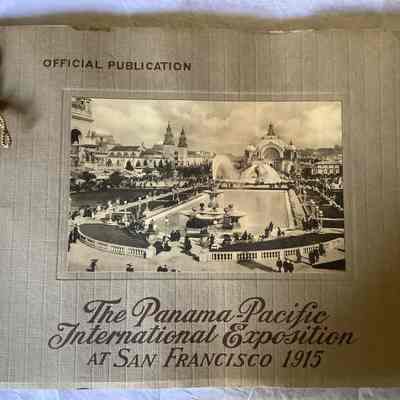 OFFICIAL PUBLICATION
The Panama-Pacific
International Exposition
AT SAN FRANCISCO 1915